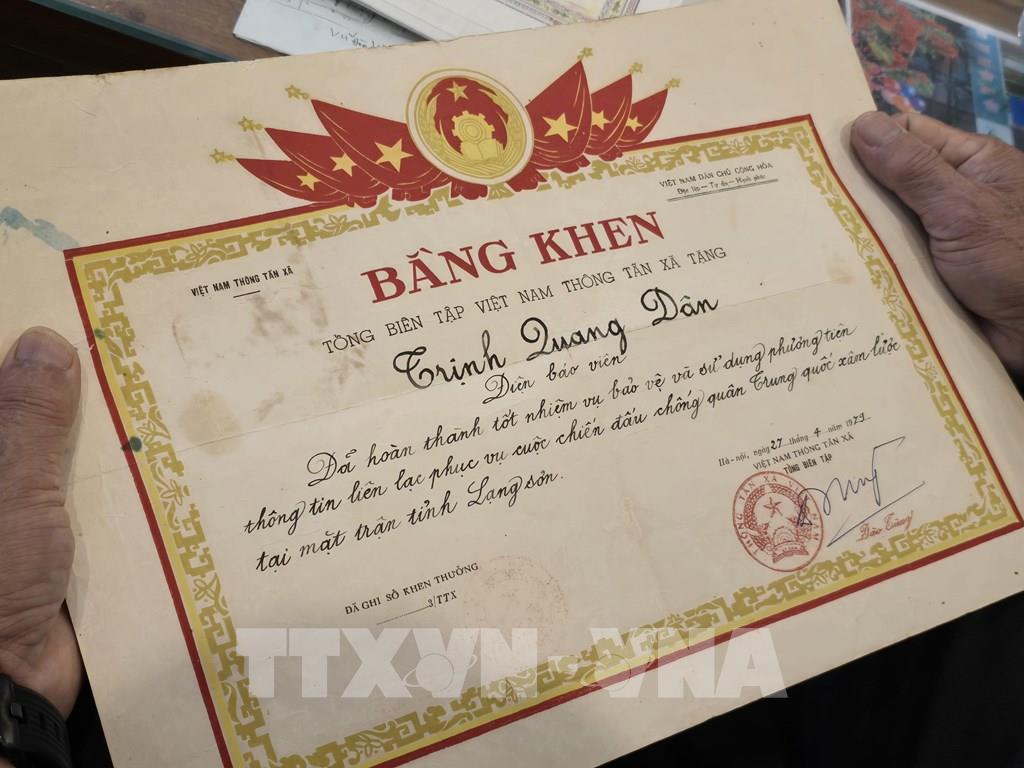 VIỆT NAM DÂN CHỦ CỘNG HÒA
Độc lập - Tự do - Hạnh phúc
VIỆT NAM THÔNG TẤN XÃ
BẰNG KHEN
TỔNG BIÊN TẬP VIỆT NAM THÔNG TẤN XÃ TẶNG
Trịnh Quang Dân
Điện báo viên
Đã hoàn thành tốt nhiệm vụ bảo vệ và sử dụng phương tiện
thông tin liên lạc phục vụ cuộc chiến đấu chống quân Trung quốc xâm lược
tại mặt trận tỉnh Lạng sơn.
Hà-nội, ngày 27 tháng 4 năm 1979
VIỆT NAM THÔNG TẤN XÃ
TỔNG BIÊN TẬP
Đào Tùng
ĐÃ GHI SỔ KHEN THƯỞNG
3/TTX
TTXVN VNA